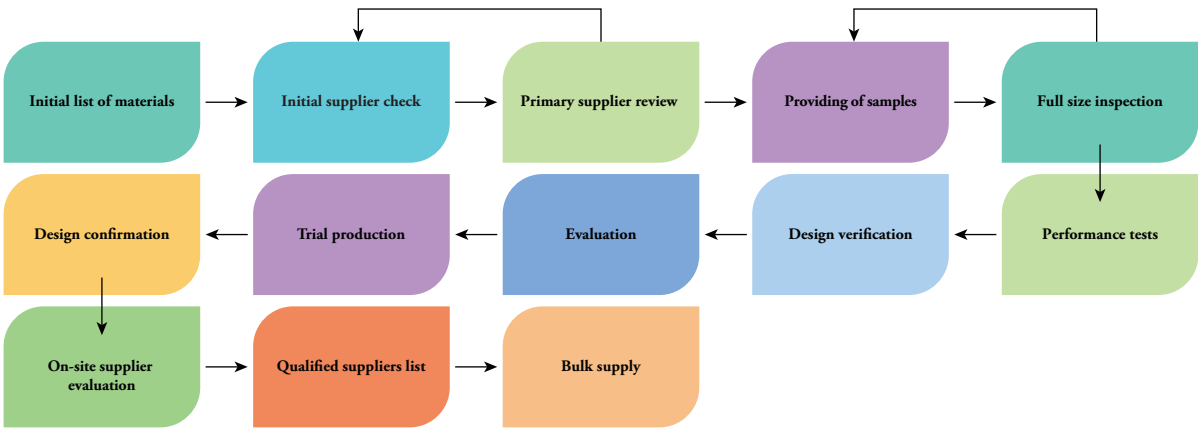 Initial list of materials
Initial supplier check
Primary supplier review
Providing of samples
Full size inspection
Performance tests
Design verification
Evaluation
Trial production
Design confirmation
On-site supplier
evaluation
Qualified suppliers list
Bulk supply